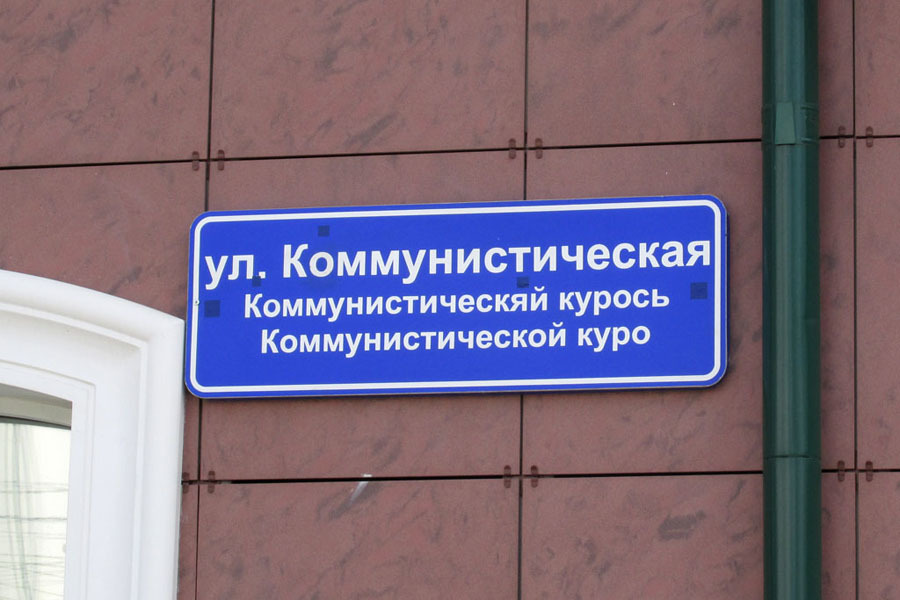 ул. Коммунистическая
Коммунистическяй курось
Коммунистической куро